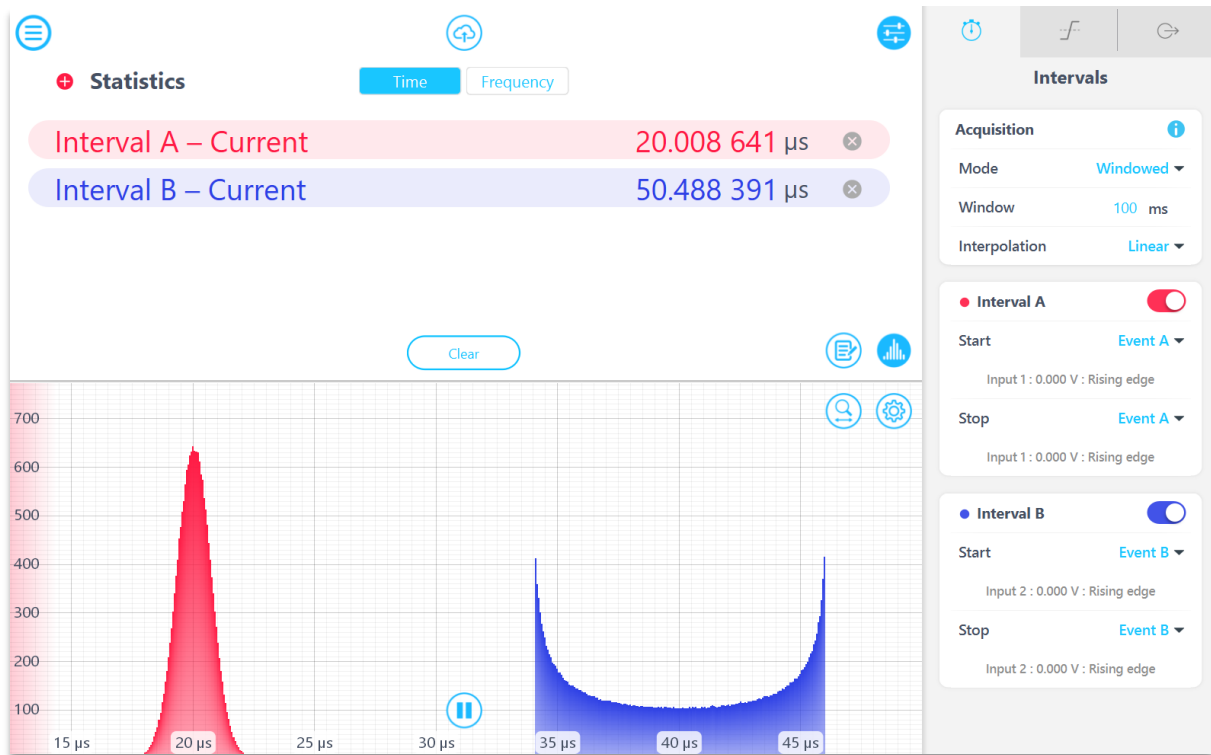 Statistics
Time
Frequency
Interval A – Current 20.008 641 µs
Interval B – Current 50.488 391 µs
Clear
700
600
500
400
300
200
100
15 µs 20 µs 25 µs 30 µs 35 µs 40 µs 45 µs
Intervals
Acquisition
Mode Windowed
Window 100 ms
Interpolation Linear
Interval A
Start Event A
Input 1 : 0.000 V : Rising edge
Stop Event A
Input 1 : 0.000 V : Rising edge
Interval B
Start Event B
Input 2 : 0.000 V : Rising edge
Stop Event B
Input 2 : 0.000 V : Rising edge